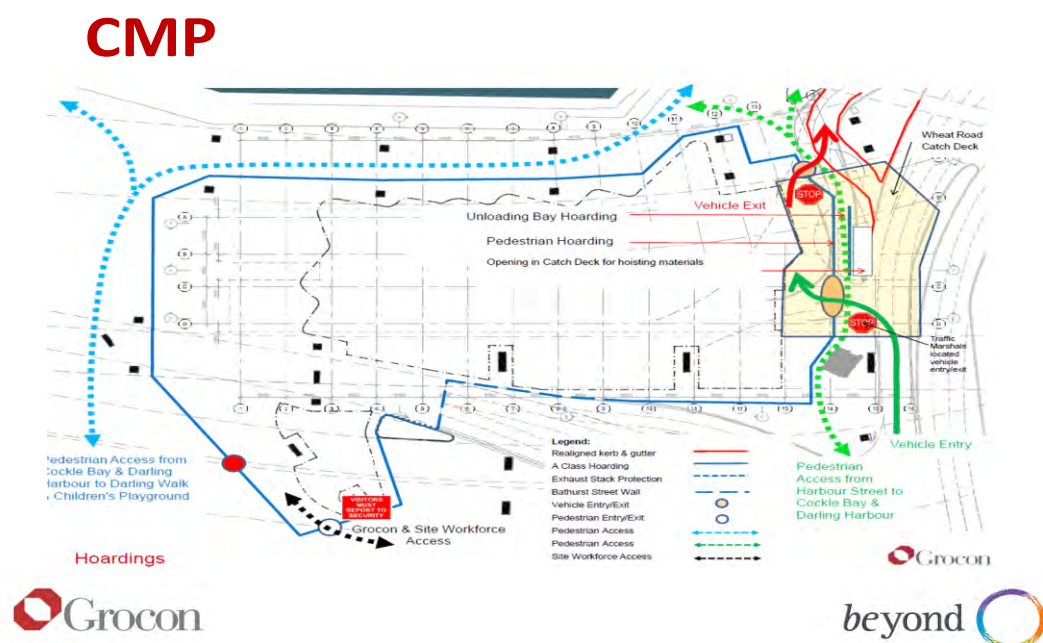 CMP
Wheat Road
Catch Deck
STOP
Vehicle Exit
Unloading Bay Hoarding
Pedestrian Hoarding
Opening in Catch Deck for hoisting materials
STOP
Traffic
Marshals
located
vehicle
entry/exit
Vehicle Entry
Pedestrian Access from
Cockle Bay & Darling
Harbour to Darling Walk
Children's Playground
VISITORS
MUST
REPORT TO
SECURITY
Grocon & Site Workforce
Access
Legend:
Realigned kerb & gutter
A Class Hoarding
Exhaust Stack Protection
Bathurst Street Wall
Vehicle Entry/Exit
Pedestrian Entry/Exit
Pedestrian Access
Pedestrian Access
Site Workforce Access
Pedestrian
Access from
Harbour Street to
Cockle Bay &
Darling Harbour
Hoardings
Grocon
Grocon
beyond